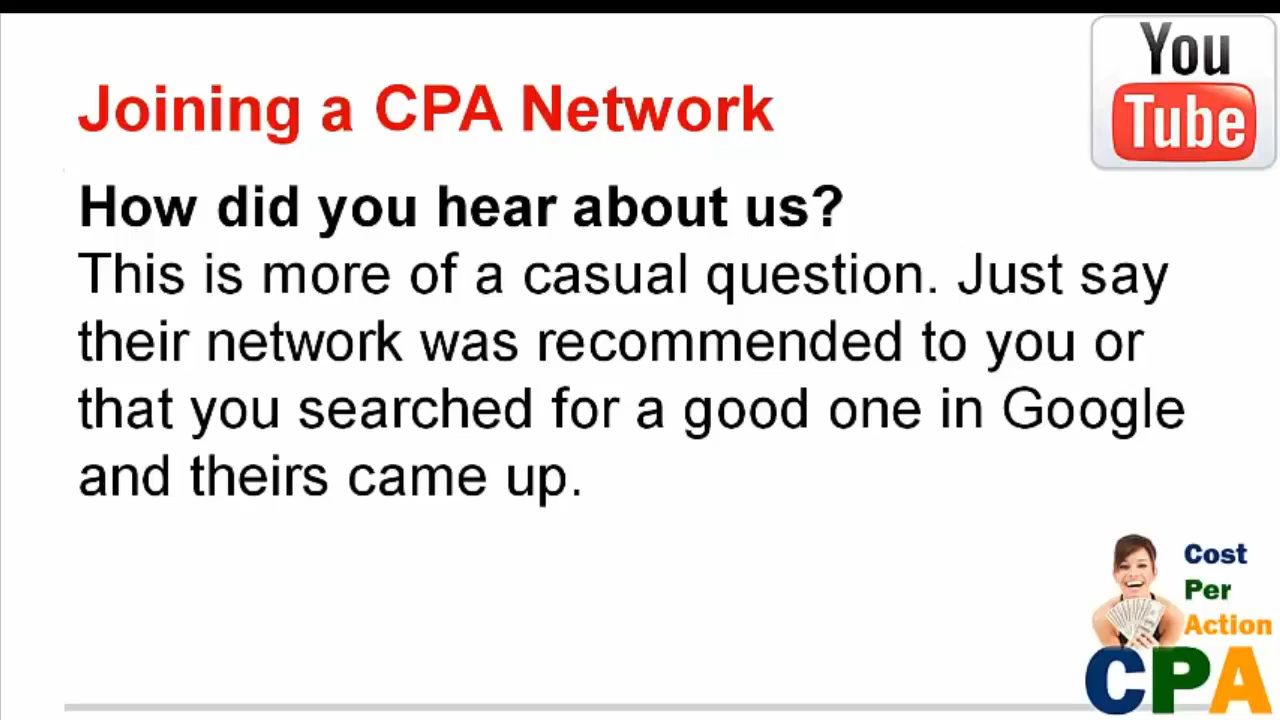 You
Tube
Joining a CPA Network
How did you hear about us?
This is more of a casual question. Just say
their network was recommended to you or
that you searched for a good one in Google
and theirs came up.
Cost
Per
Action
CPA